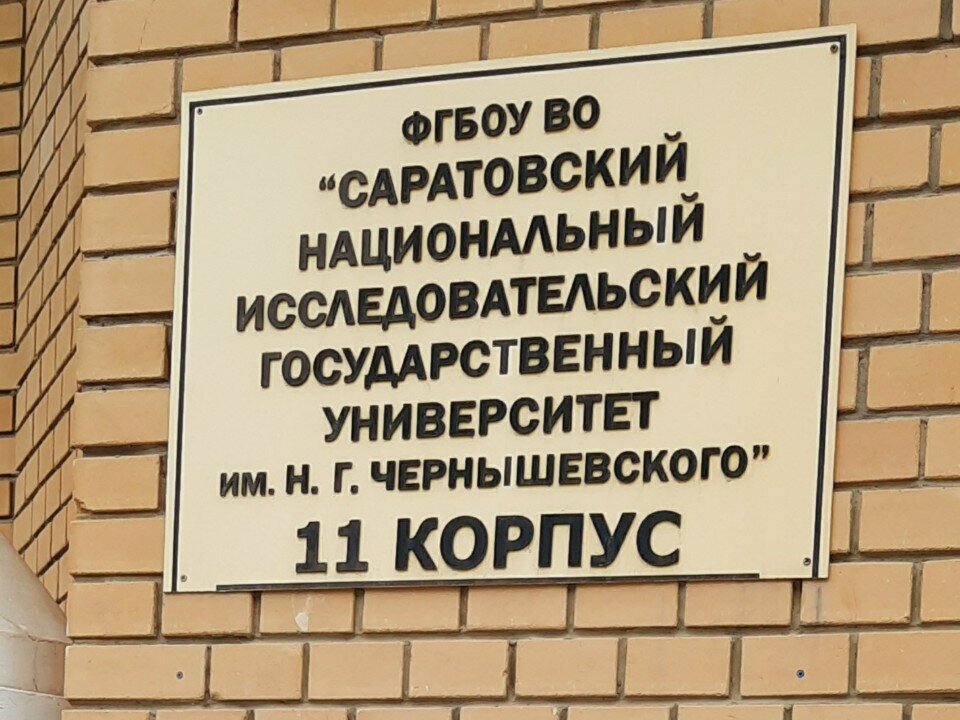 ФГБОУ ВО
“САРАТОВСКИЙ
НАЦИОНАЛЬНЫЙ
ИССЛЕДОВАТЕЛЬСКИЙ
ГОСУДАРСТВЕННЫЙ
УНИВЕРСИТЕТ
ИМ. Н. Г. ЧЕРНЫШЕВСКОГО”
11 КОРПУС